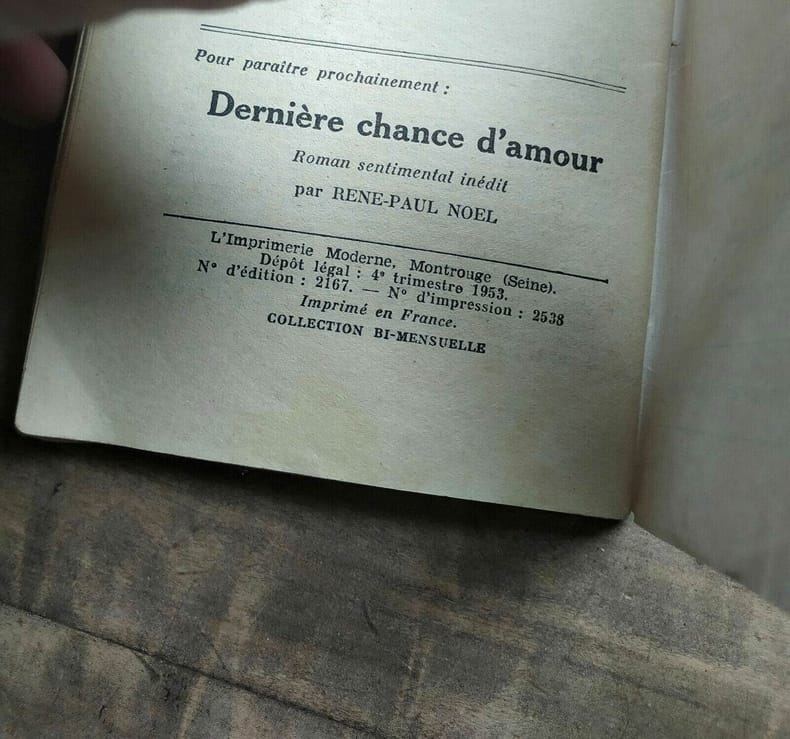 Pour paraître prochainement :
Dernière chance d'amour
Roman sentimental inédit
par RENE-PAUL NOEL
L'Imprimerie Moderne, Montrouge (Seine).
Dépôt légal : 4e trimestre 1953.
N° d'édition : 2167. — N° d'impression : 2538
Imprimé en France.
COLLECTION BI-MENSUELLE